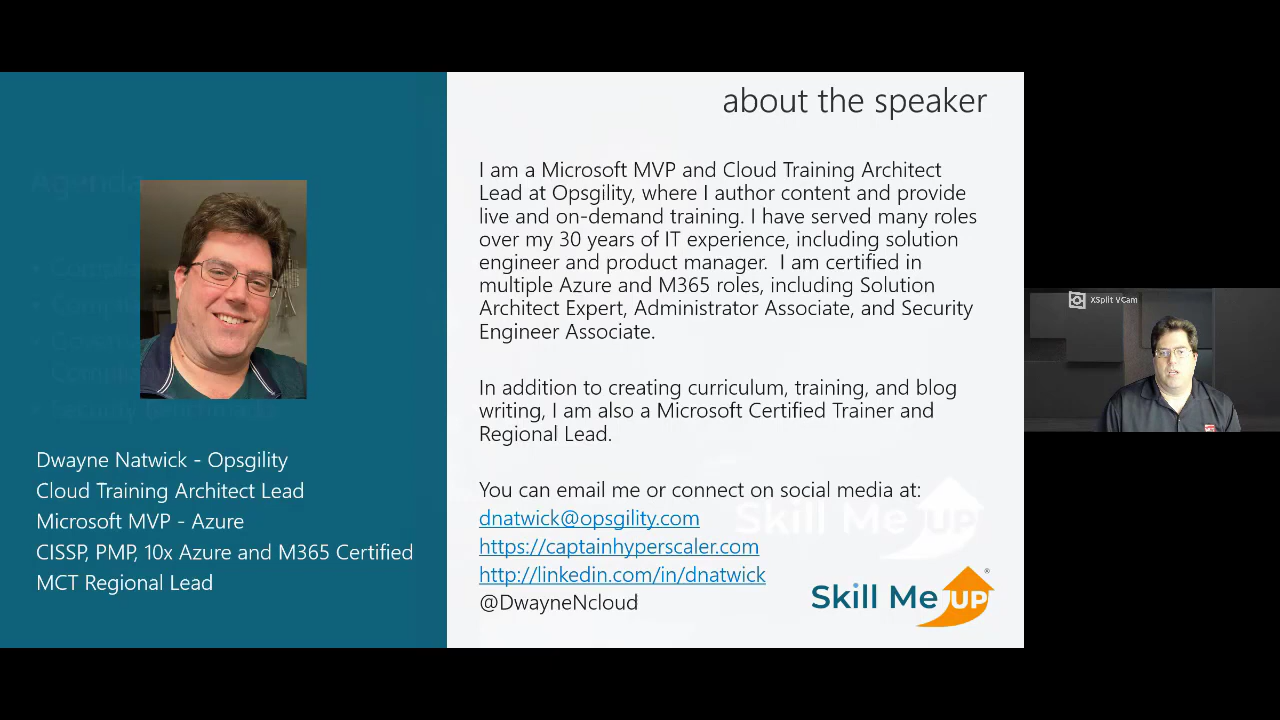 about the speaker
I am a Microsoft MVP and Cloud Training Architect
Lead at Opsgility, where I author content and provide
live and on-demand training. I have served many roles
over my 30 years of IT experience, including solution
engineer and product manager.  I am certified in
multiple Azure and M365 roles, including Solution
Architect Expert, Administrator Associate, and Security
Engineer Associate.
In addition to creating curriculum, training, and blog
writing, I am also a Microsoft Certified Trainer and
Regional Lead.
You can email me or connect on social media at:
dnatwick@opsgility.com
https://captainhyperscaler.com
http://linkedin.com/in/dnatwick
@DwayneNcloud
Skill Me UP
Skill Me UP®
Agenda
Security Benchmarks
Dwayne Natwick - Opsgility
Cloud Training Architect Lead
Microsoft MVP - Azure
CISSP, PMP, 10x Azure and M365 Certified
MCT Regional Lead
XSplit VCam